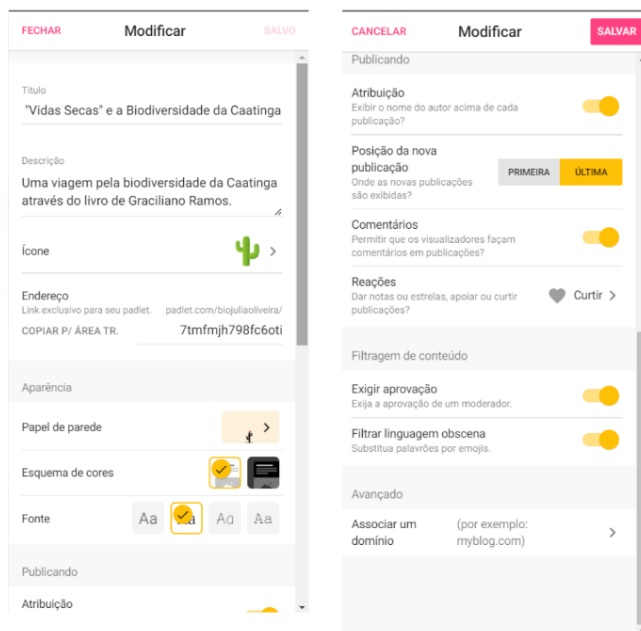 FECHAR Modificar SALVO
Título
"Vidas Secas" e a Biodiversidade da Caatinga
Descrição
Uma viagem pela biodiversidade da Caatinga
através do livro de Graciliano Ramos.
Ícone
Endereço
Link exclusivo para seu padlet. padlet.com/biojuliaoliveira/
COPIAR P/ ÁREA TR. 7tmfmjh798fc6oti
Aparência
Papel de parede
Esquema de cores
Fonte Aa Aa Aa Aa
Publicando
Atribuição
CANCELAR Modificar SALVAR
Publicando
Atribuição
Exibir o nome do autor acima de cada
publicação?
Posição da nova
publicação
Onde as novas publicações
são exibidas?
PRIMEIRA ÚLTIMA
Comentários
Permitir que os visualizadores façam
comentários em publicações?
Reações
Dar notas ou estrelas, apoiar ou curtir
publicações?
Curtir
Filtragem de conteúdo
Exigir aprovação
Exija a aprovação de um moderador.
Filtrar linguagem obscena
Substitua palavrões por emojis.
Avançado
Associar um
domínio
(por exemplo:
myblog.com)